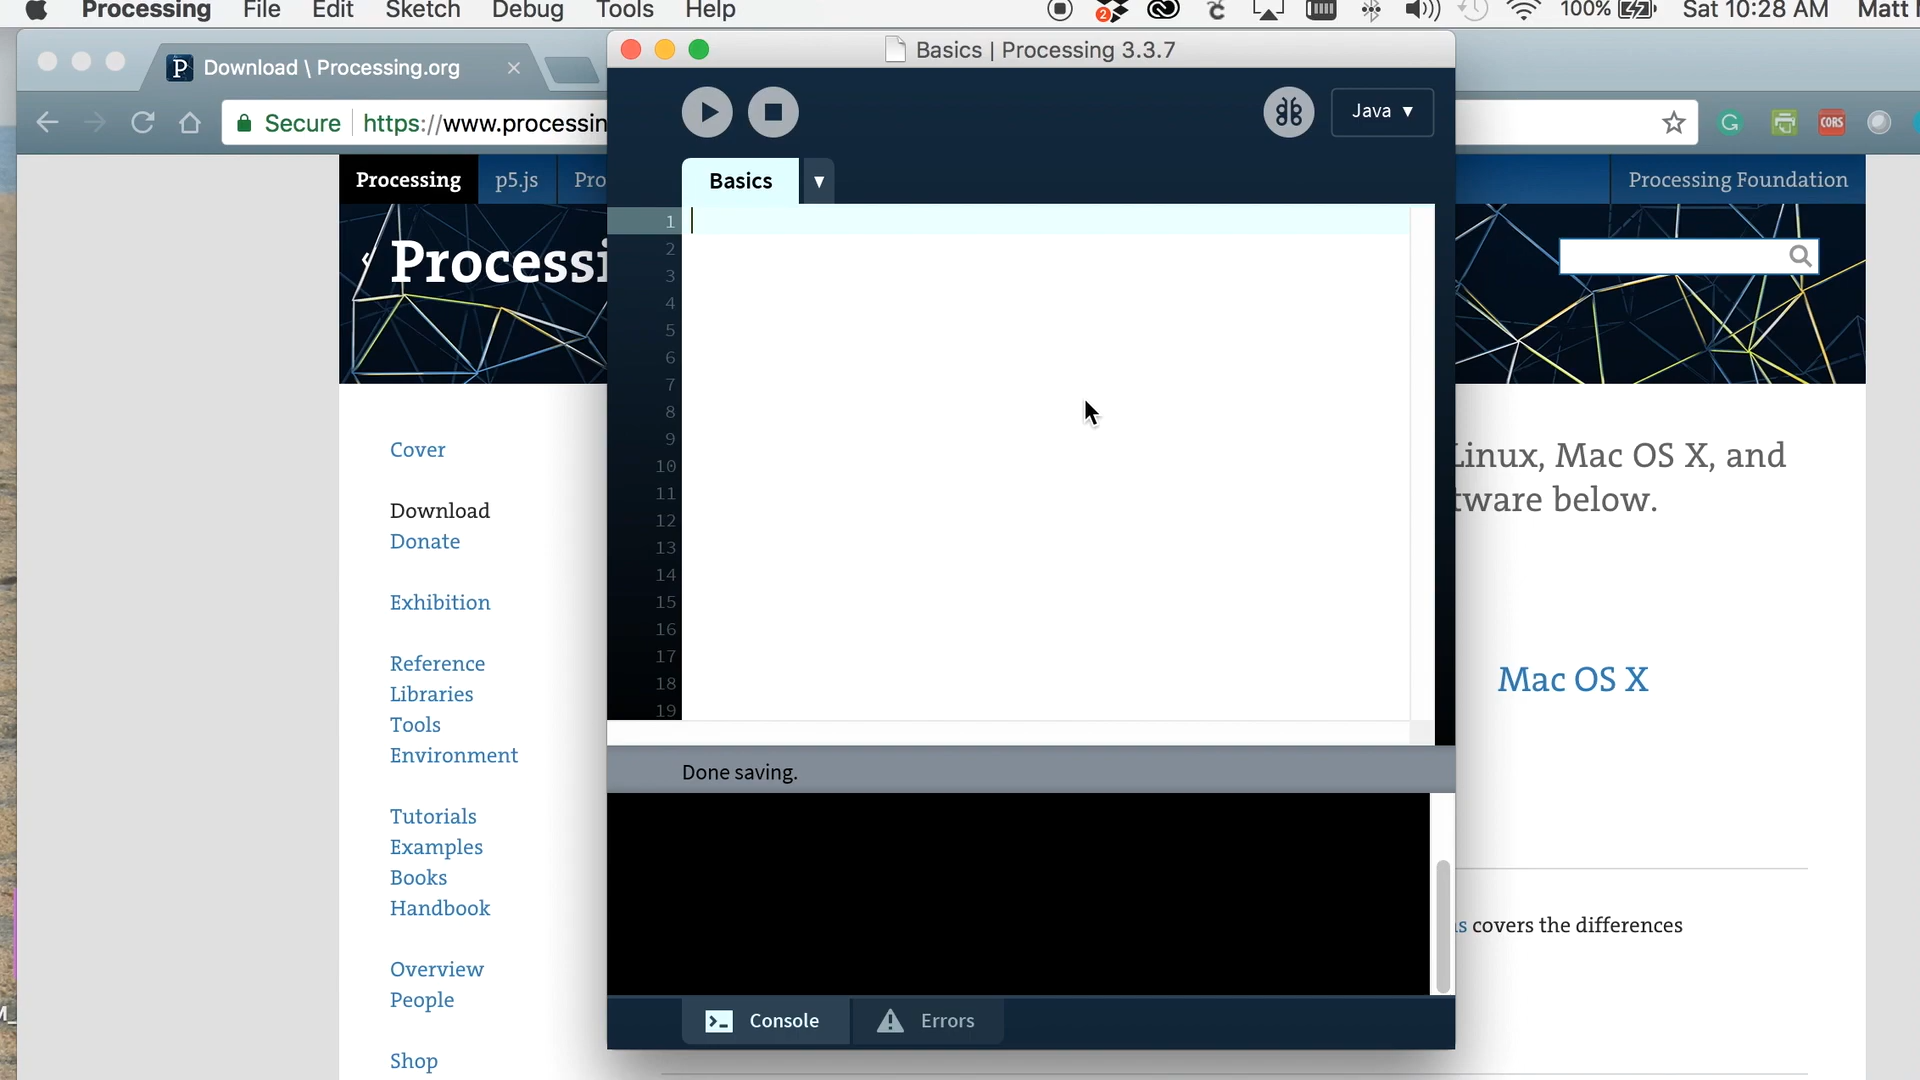 Processing File Edit Sketch Debug Tools Help 2 100% Sat 10:28 AM Matt
Download \ Processing.org
Basics | Processing 3.3.7
Secure https://www.processin
Java
CORS
Basics
Processing p5.js Pro
Processing Foundation
Processi
1
2
3
4
5
6
7
8
9
10
11
12
13
14
15
16
17
18
19
Cover
Download
Donate
Exhibition
Reference
Libraries
Tools
Environment
Tutorials
Examples
Books
Handbook
Overview
People
Shop
Linux, Mac OS X, and
tware below.
Mac OS X
s covers the differences
Done saving.
Console Errors